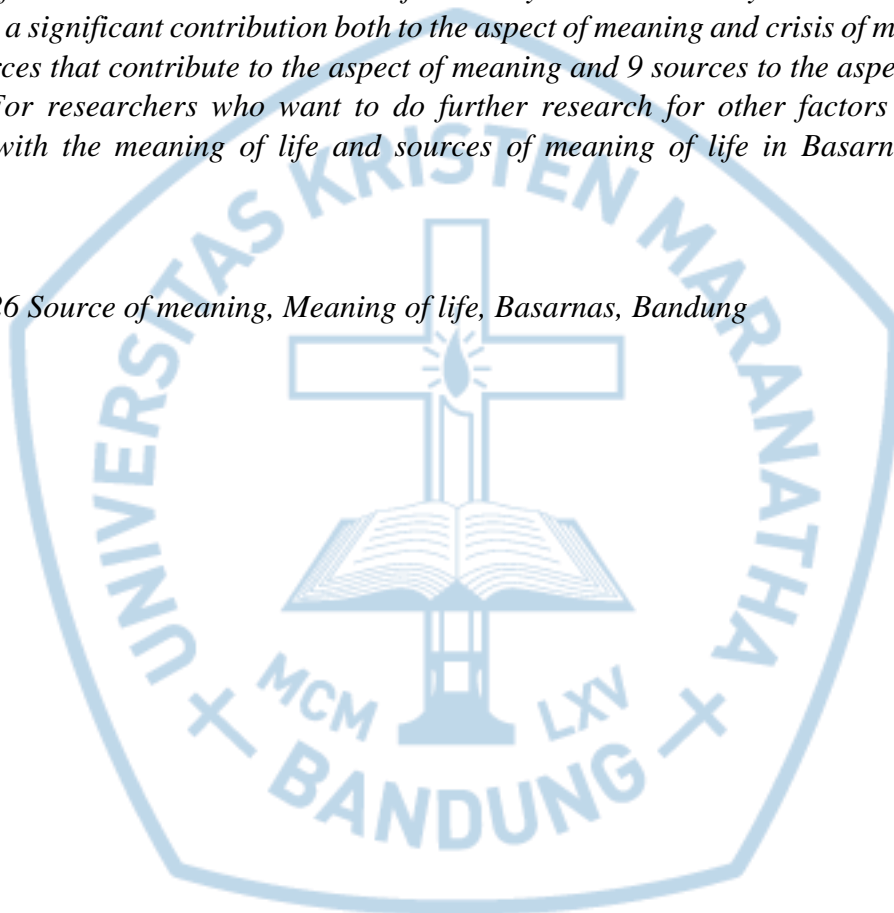 a significant contribution both to the aspect of meaning and crisis of m
rces that contribute to the aspect of meaning and 9 sources to the aspe
For researchers who want to do further research for other factors
with the meaning of life and sources of meaning of life in Basarn
26 Source of meaning, Meaning of life, Basarnas, Bandung
UNIVERSITAS KRISTEN MARANATHA
MCM LXV
BANDUNG